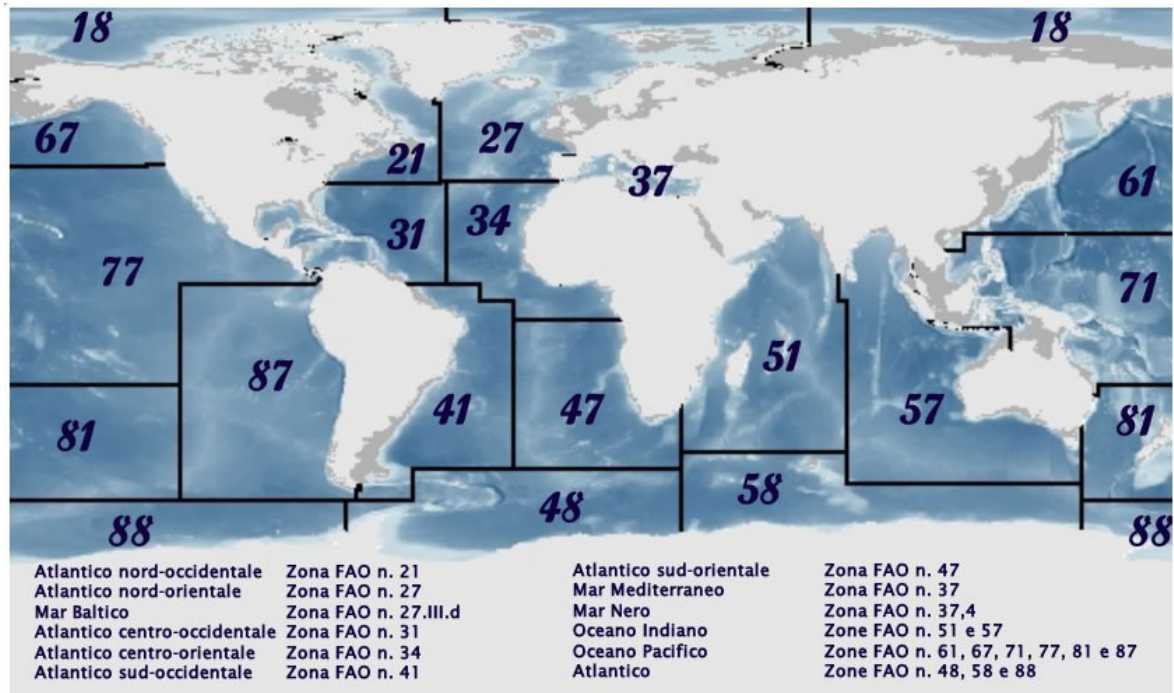 18
18
67
21
27
37
61
77
31
34
71
87
41
47
51
57
81
81
88
48
58
88
Atlantico nord-occidentale Zona FAO n. 21
Atlantico nord-orientale Zona FAO n. 27
Mar Baltico Zona FAO n. 27.III.d
Atlantico centro-occidentale Zona FAO n. 31
Atlantico centro-orientale Zona FAO n. 34
Atlantico sud-occidentale Zona FAO n. 41
Atlantico sud-orientale Zona FAO n. 47
Mar Mediterraneo Zona FAO n. 37
Mar Nero Zona FAO n. 37,4
Oceano Indiano Zone FAO n. 51 e 57
Oceano Pacifico Zone FAO n. 61, 67, 71, 77, 81 e 87
Atlantico Zone FAO n. 48, 58 e 88